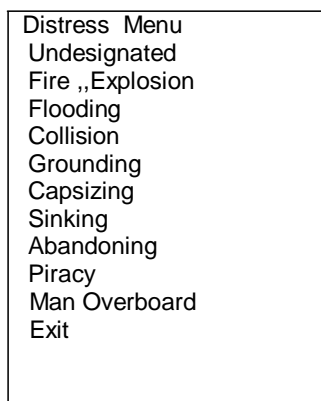 Distress Menu
Undesignated
Fire ,,Explosion
Flooding
Collision
Grounding
Capsizing
Sinking
Abandoning
Piracy
Man Overboard
Exit